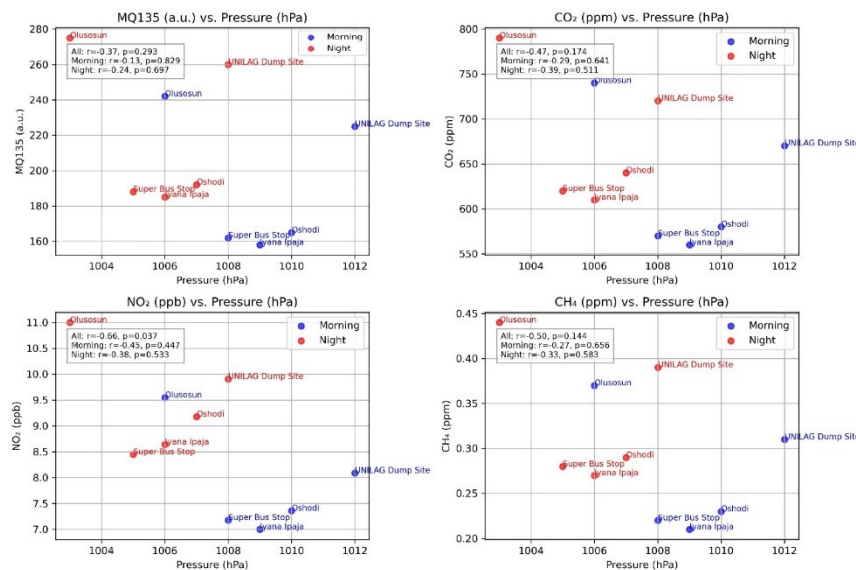 MQ135 (a.u.) vs. Pressure (hPa)
280
260
240
220
200
180
160
MQ135 (a.u.)
Olusosun
All: r=-0.37, p=0.293
Morning: r=-0.13, p=0.829
Night: r=-0.24, p=0.697
Morning
Night
UNILAG Dump Site
Olusosun
UNILAG Dump Site
Super Bus Stop
Iyana Ipaja
Oshodi
Super Bus Stop
Iyana Ipaja
Oshodi
1004 1006 1008 1010 1012
Pressure (hPa)
CO₂ (ppm) vs. Pressure (hPa)
800
750
700
650
600
550
CO₂ (ppm)
Olusosun
All: r=-0.47, p=0.174
Morning: r=-0.29, p=0.641
Night: r=-0.39, p=0.511
Morning
Night
Olusosun
UNILAG Dump Site
UNILAG Dump Site
Oshodi
Super Bus Stop
Iyana Ipaja
Super Bus Stop
Iyana Ipaja
Oshodi
1004 1006 1008 1010 1012
Pressure (hPa)
NO₂ (ppb) vs. Pressure (hPa)
11.0
10.5
10.0
9.5
9.0
8.5
8.0
7.5
7.0
NO₂ (ppb)
Olusosun
All: r=-0.66, p=0.037
Morning: r=-0.45, p=0.447
Night: r=-0.38, p=0.533
Morning
Night
UNILAG Dump Site
Olusosun
Oshodi
Iyana Ipaja
Super Bus Stop
UNILAG Dump Site
Super Bus Stop
Iyana Ipaja
Oshodi
1004 1006 1008 1010 1012
Pressure (hPa)
CH₄ (ppm) vs. Pressure (hPa)
0.45
0.40
0.35
0.30
0.25
0.20
CH₄ (ppm)
Olusosun
All: r=-0.50, p=0.144
Morning: r=-0.27, p=0.656
Night: r=-0.33, p=0.583
Morning
Night
UNILAG Dump Site
Olusosun
UNILAG Dump Site
Oshodi
Super Bus Stop
Iyana Ipaja
Super Bus Stop
Iyana Ipaja
Oshodi
1004 1006 1008 1010 1012
Pressure (hPa)